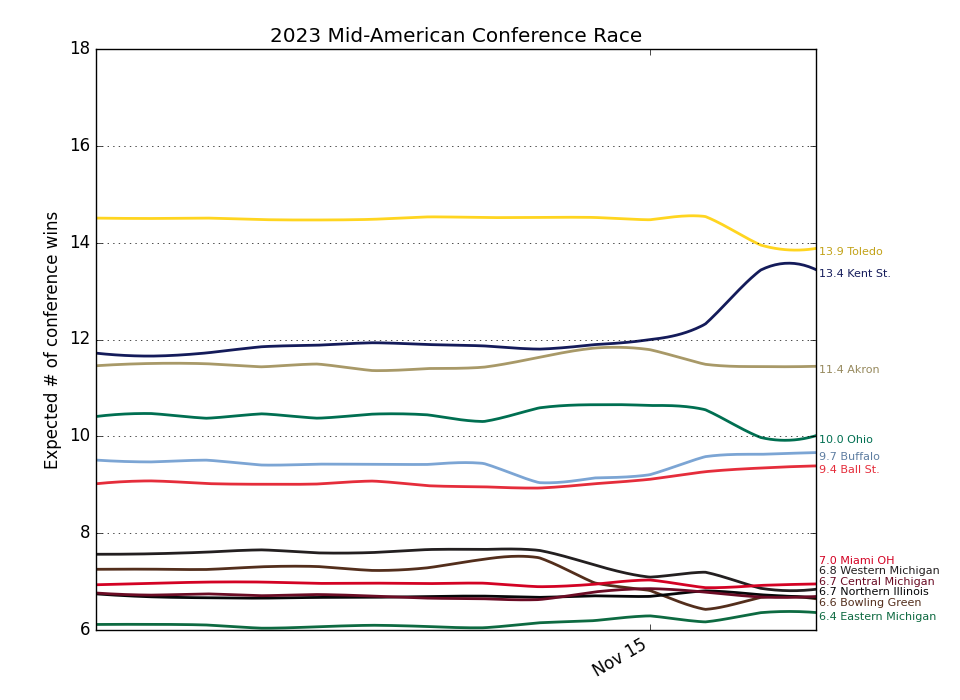 2023 Mid-American Conference Race
Expected # of conference wins
18
16
14
12
10
8
6
Nov 15
13.9 Toledo
13.4 Kent St.
11.4 Akron
10.0 Ohio
9.7 Buffalo
9.4 Ball St.
7.0 Miami OH
6.8 Western Michigan
6.7 Central Michigan
6.7 Northern Illinois
6.6 Bowling Green
6.4 Eastern Michigan